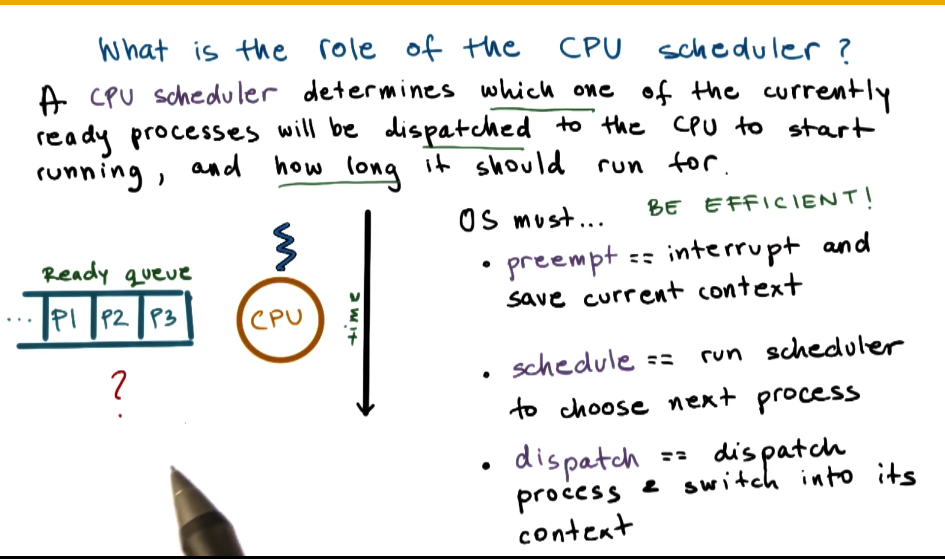 What is the role of the CPU scheduler?
A CPU scheduler determines which one of the currently
ready processes will be dispatched to the CPU to start
running, and how long it should run for.
OS must... BE EFFICIENT!
• preempt == interrupt and
save current context
Ready queue
... P1 P2 P3
CPU
time
?
• schedule == run scheduler
to choose next process
• dispatch == dispatch
process & switch into its
context